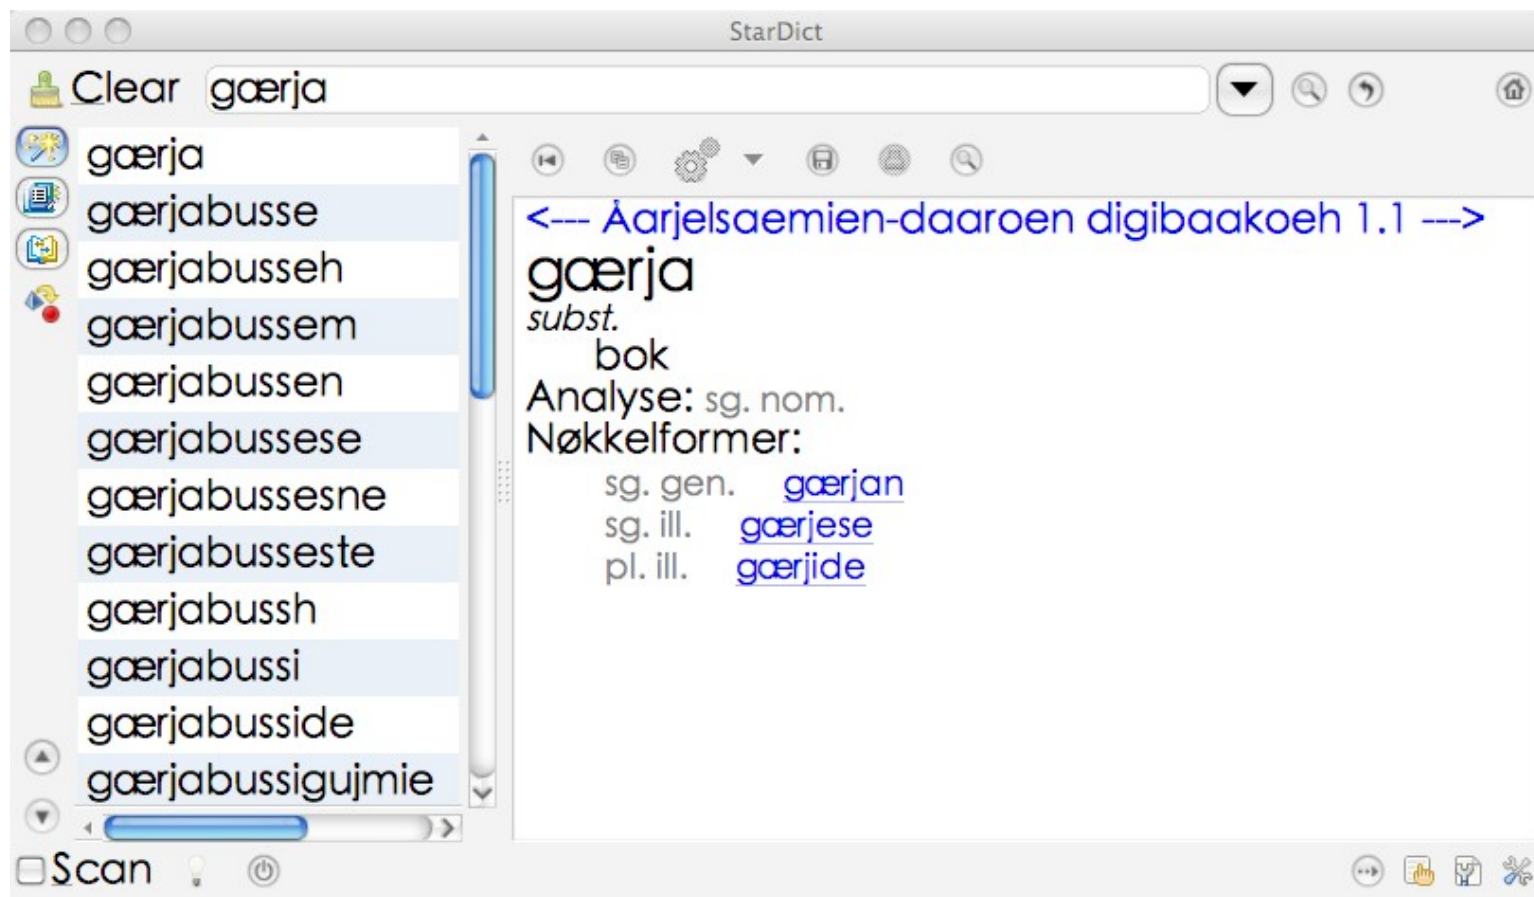 StarDict
Clear gærja
gærja
gærjabusse
gærjabusseh
gærjabussem
gærjabussen
gærjabussese
gærjabussesne
gærjabusseste
gærjabussh
gærjabussi
gærjabusside
gærjabussigujmie
<--- Åarjelsaemien-daaroen digibaakoeh 1.1 --->
gærja
subst.
bok
Analyse: sg. nom.
Nøkkelformer:
sg. gen. gærjan
sg. ill. gærjese
pl. ill. gærjide
Scan